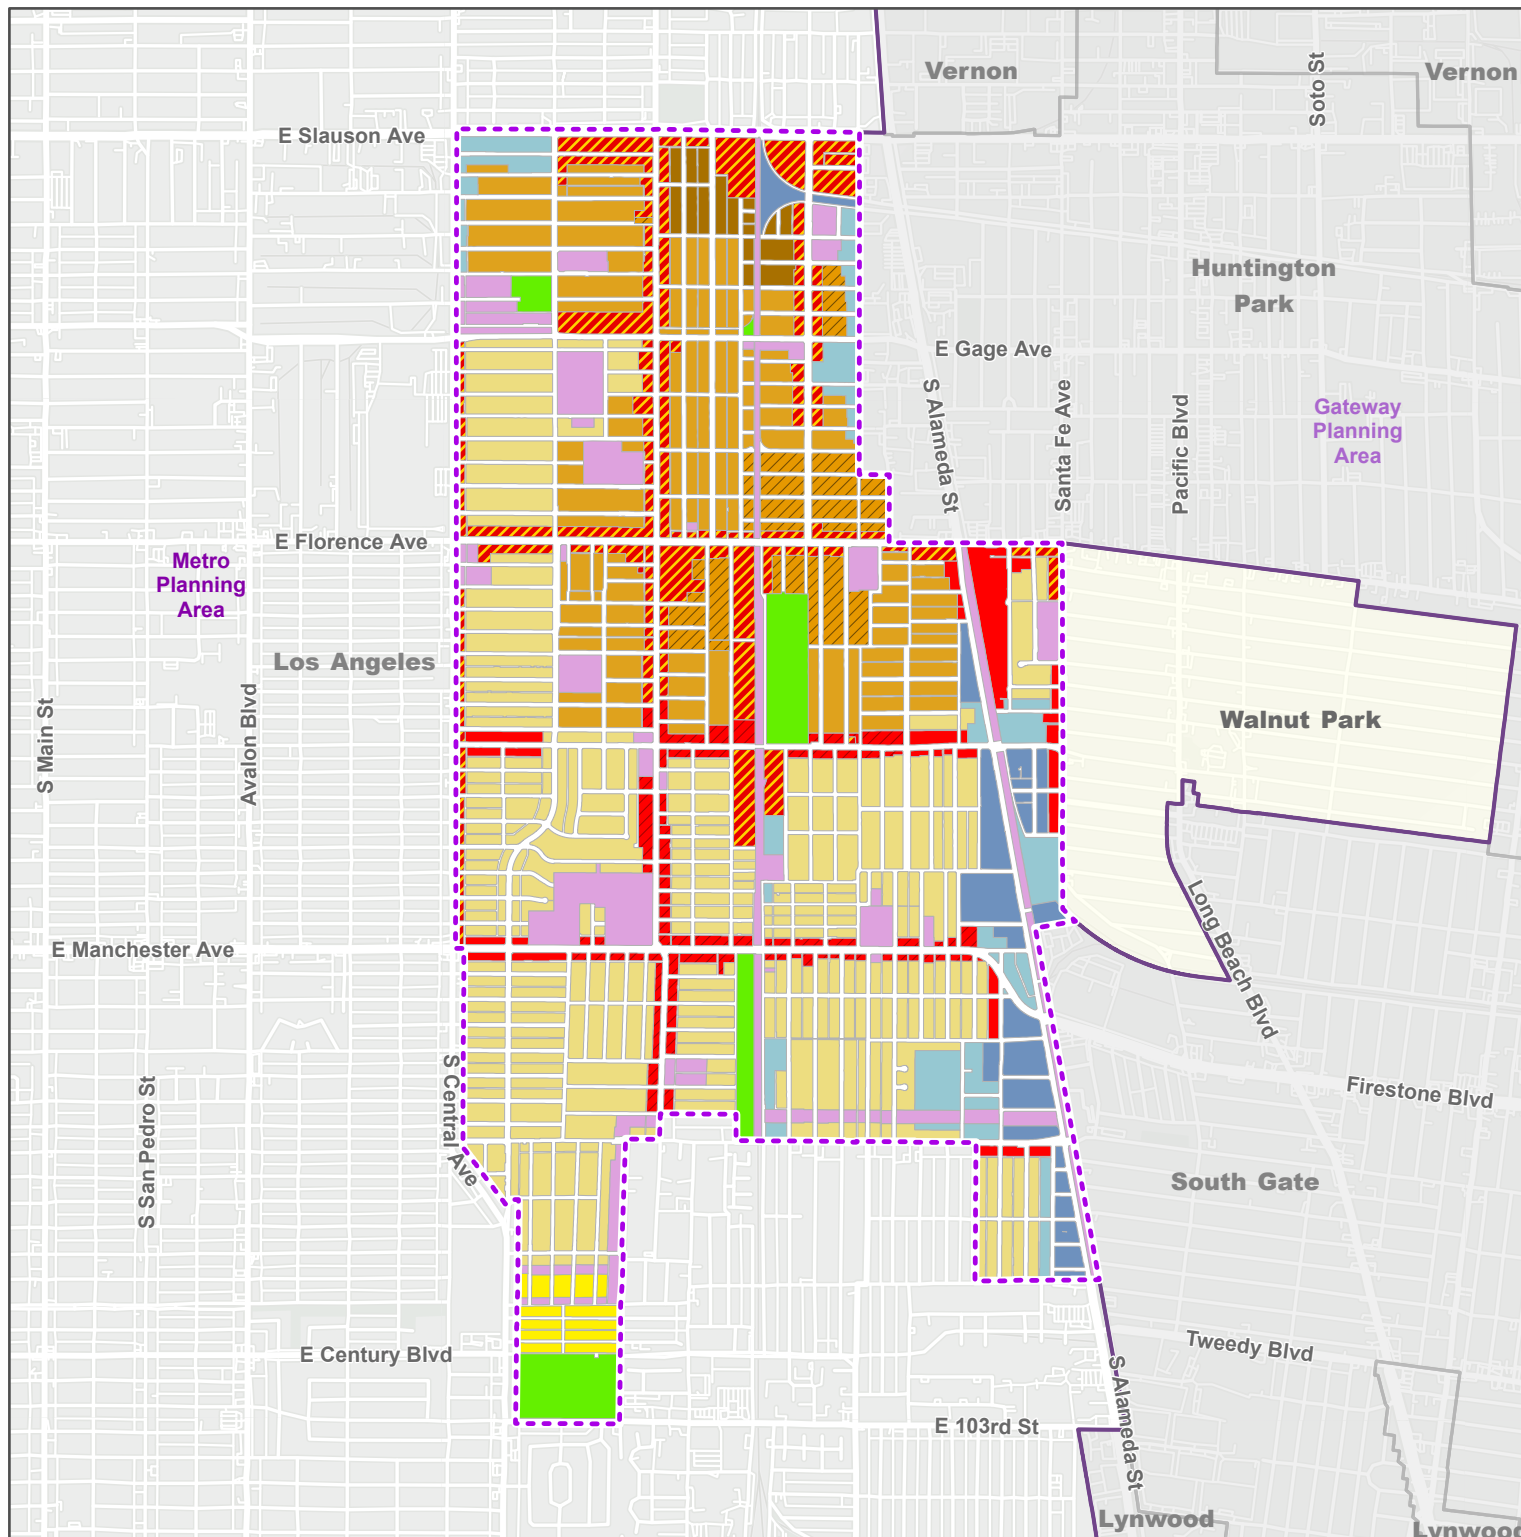 Vernon
Vernon
Soto St
E Slauson Ave
Huntington
Park
E Gage Ave
S Alameda St
Santa Fe Ave
Pacific Blvd
Gateway
Planning
Area
E Florence Ave
Metro
Planning
Area
Los Angeles
S Main St
Avalon Blvd
Walnut Park
E Manchester Ave
Long Beach Blvd
S San Pedro St
S Central Ave
Firestone Blvd
South Gate
E Century Blvd
Tweedy Blvd
S Alameda St
E 103rd St
Lynwood
Lynwood